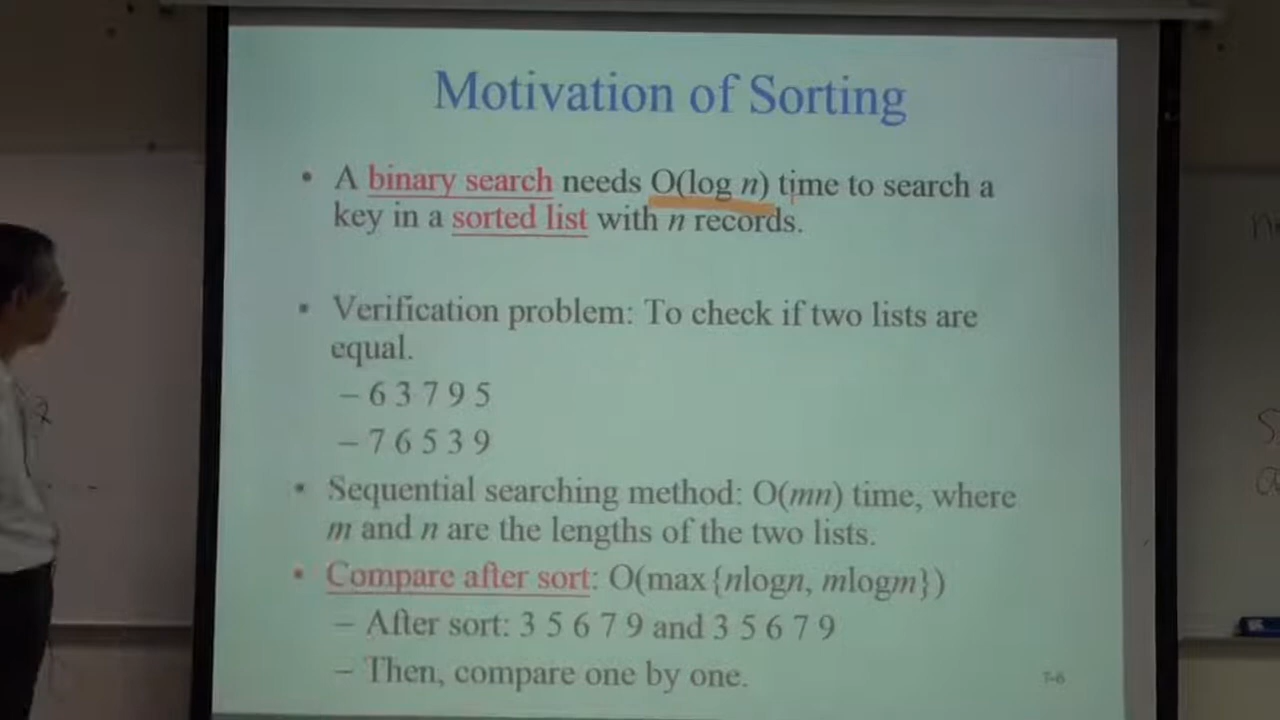 Motivation of Sorting
• A binary search needs O(log n) time to search a
key in a sorted list with n records.
• Verification problem: To check if two lists are
equal.
– 6 3 7 9 5
– 7 6 5 3 9
• Sequential searching method: O(mn) time, where
m and n are the lengths of the two lists.
• Compare after sort: O(max{nlogn, mlogm})
– After sort: 3 5 6 7 9 and 3 5 6 7 9
– Then, compare one by one.
7-6